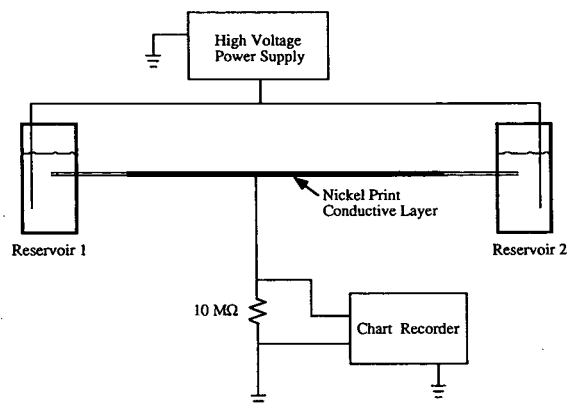 High Voltage
Power Supply
Nickel Print
Conductive Layer
Reservoir 1
Reservoir 2
10 MΩ
Chart Recorder